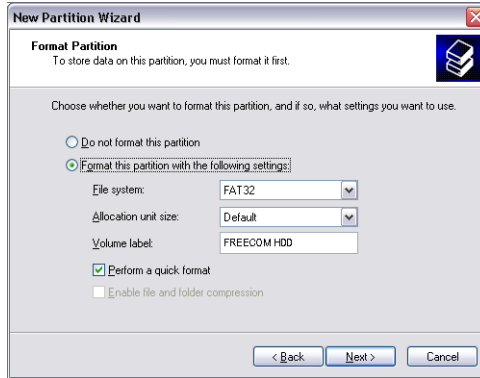 New Partition Wizard
Format Partition
To store data on this partition, you must format it first.
Choose whether you want to format this partition, and if so, what settings you want to use.
Do not format this partition
Format this partition with the following settings:
File system: FAT32
Allocation unit size: Default
Volume label: FREECOM HDD
Perform a quick format
Enable file and folder compression
< Back Next > Cancel